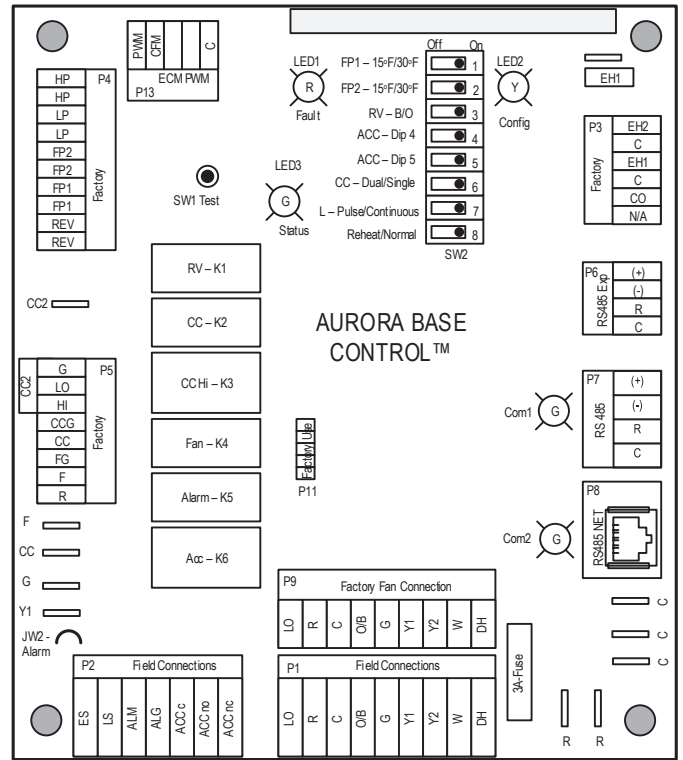 PWM
CFM
C
ECM PWM
P13
P4
HP
HP
LP
LP
FP2
FP2
FP1
FP1
REV
REV
Factory
SW1 Test
LED1
R
Fault
LED3
G
Status
Off On
FP1 – 15°F/30°F 1
FP2 – 15°F/30°F 2
RV – B/O 3
ACC – Dip 4 4
ACC – Dip 5 5
CC – Dual/Single 6
L – Pulse/Continuous 7
Reheat/Normal 8
SW2
LED2
Y
Config
EH1
P3
EH2
C
EH1
C
CO
N/A
Factory
P6
RS485 Exp
(+)
(-)
R
C
AURORA BASE
CONTROL™
RV – K1
CC – K2
CC Hi – K3
Fan – K4
Alarm – K5
Acc – K6
CC2
CC2
P5
G
LO
HI
CCG
CC
FG
F
R
Factory
F
CC
G
Y1
JW2 -
Alarm
Factory Use
P11
P7
RS 485
(+)
(-)
R
C
Com1
G
P8
RS485 NET
Com2
G
P9 Factory Fan Connection
LO R C O/B G Y1 Y2 W DH
P2 Field Connections
ES LS ALM ALG ACC c ACC no ACC nc
P1 Field Connections
LO R C O/B G Y1 Y2 W DH
3A-Fuse
C
C
C
R R